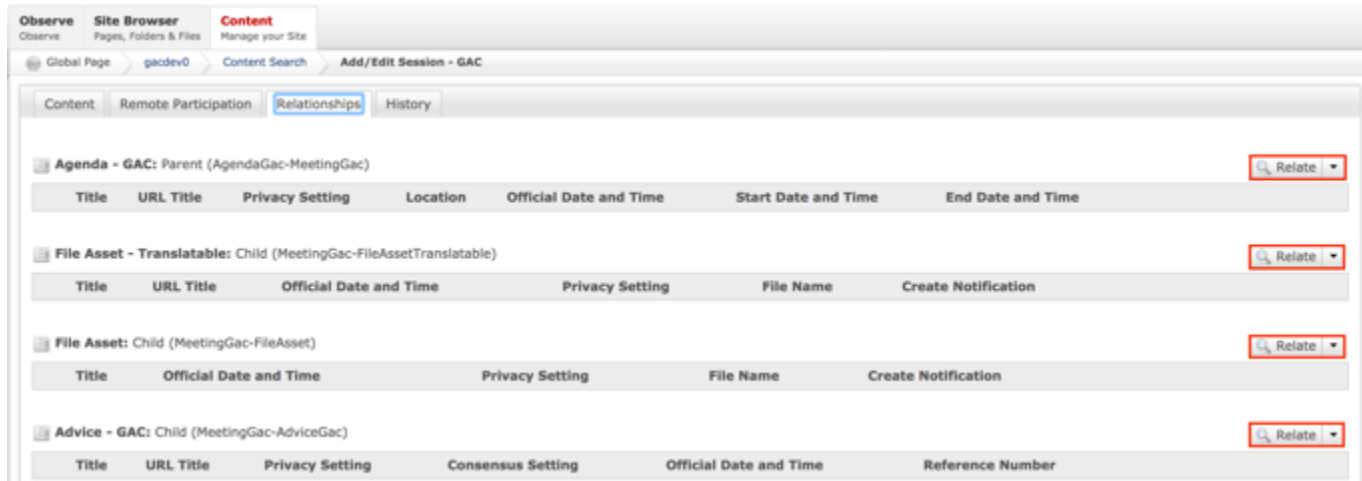 Observe Site Browser Content
Observe Pages, Folders & Files Manage your Site
Global Page gacdev0 Content Search Add/Edit Session - GAC
Content Remote Participation Relationships History
Agenda - GAC: Parent (AgendaGac-MeetingGac) Relate
Title URL Title Privacy Setting Location Official Date and Time Start Date and Time End Date and Time
File Asset - Translatable: Child (MeetingGac-FileAssetTranslatable) Relate
Title URL Title Official Date and Time Privacy Setting File Name Create Notification
File Asset: Child (MeetingGac-FileAsset) Relate
Title Official Date and Time Privacy Setting File Name Create Notification
Advice - GAC: Child (MeetingGac-AdviceGac) Relate
Title URL Title Privacy Setting Consensus Setting Official Date and Time Reference Number